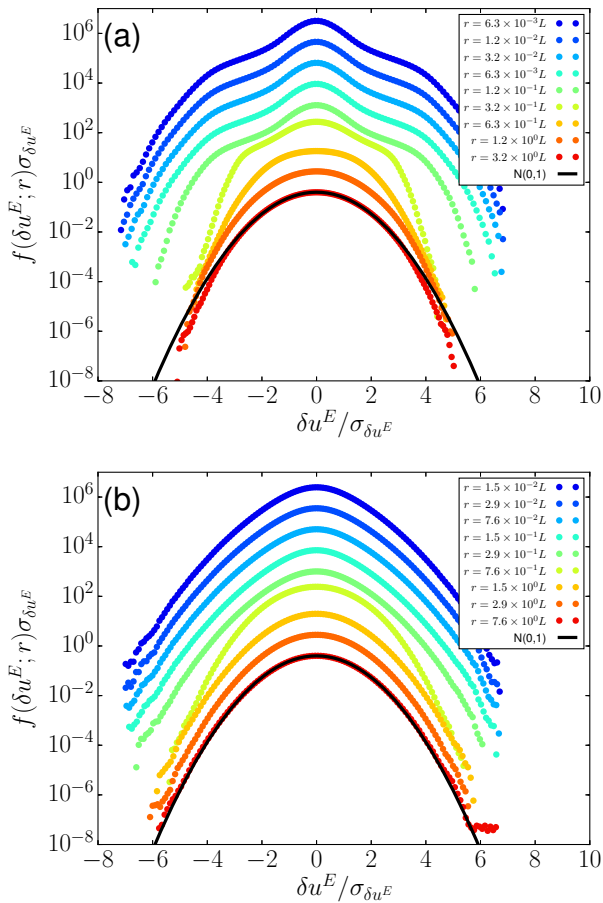 (a)
10^6
10^4
10^2
10^0
10^{-2}
10^{-4}
10^{-6}
10^{-8}
f(δu^E; r)σ_{δu^E}
r = 6.3 × 10^{-3}L
r = 1.2 × 10^{-2}L
r = 3.2 × 10^{-2}L
r = 6.3 × 10^{-3}L
r = 1.2 × 10^{-1}L
r = 3.2 × 10^{-1}L
r = 6.3 × 10^{-1}L
r = 1.2 × 10^0L
r = 3.2 × 10^0L
N(0,1)
−8 −6 −4 −2 0 2 4 6 8 10
δu^E/σ_{δu^E}
(b)
10^6
10^4
10^2
10^0
10^{-2}
10^{-4}
10^{-6}
10^{-8}
f(δu^E; r)σ_{δu^E}
r = 1.5 × 10^{-2}L
r = 2.9 × 10^{-2}L
r = 7.6 × 10^{-2}L
r = 1.5 × 10^{-1}L
r = 2.9 × 10^{-1}L
r = 7.6 × 10^{-1}L
r = 1.5 × 10^0L
r = 2.9 × 10^0L
r = 7.6 × 10^0L
N(0,1)
−8 −6 −4 −2 0 2 4 6 8 10
δu^E/σ_{δu^E}